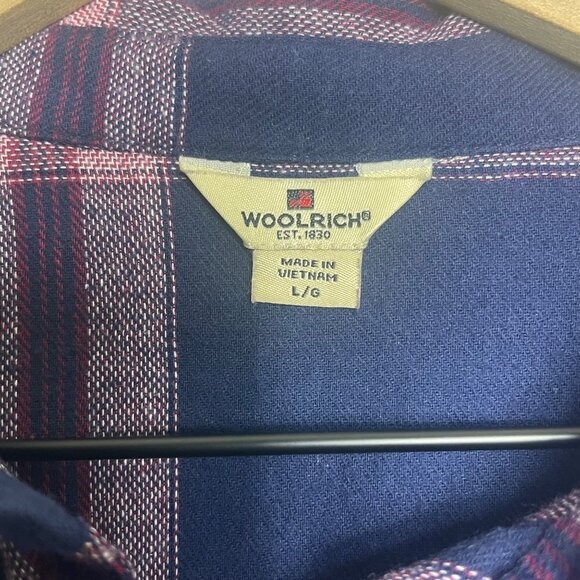 WOOLRICH®
EST. 1830
MADE IN
VIETNAM
L/G